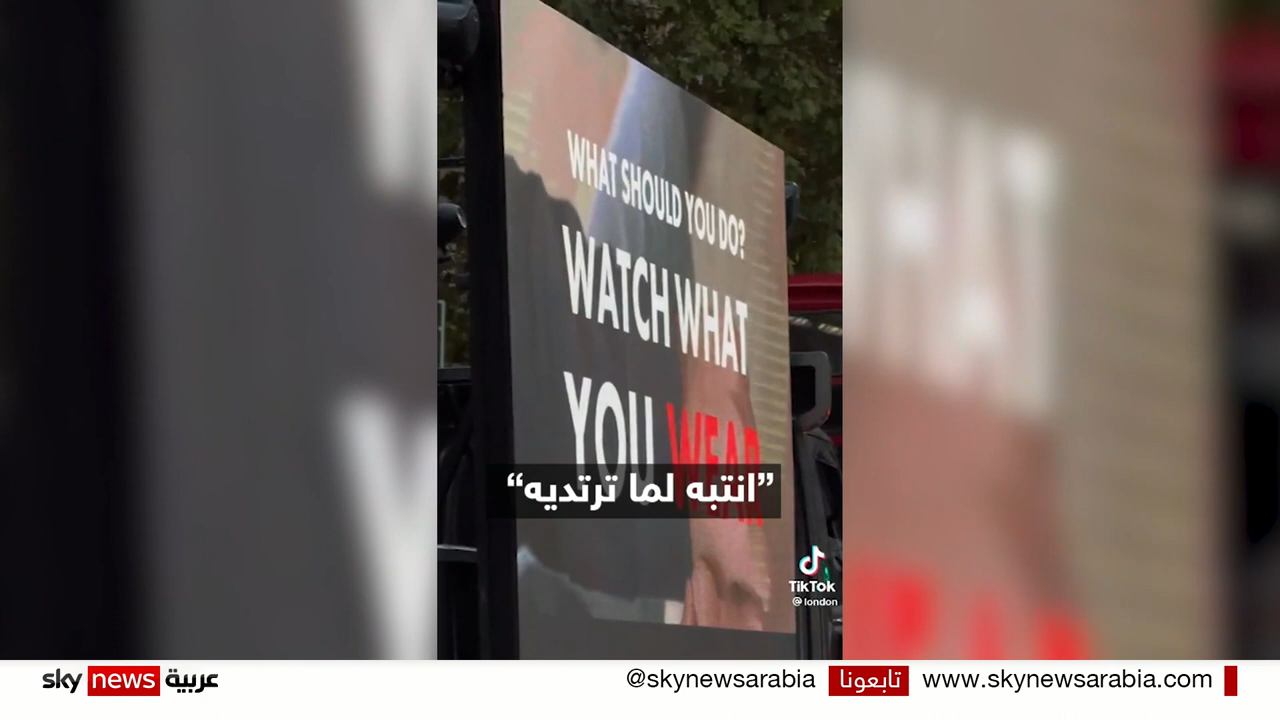 WHAT SHOULD YOU DO?
WATCH WHAT
YOU WEAR
”انتبه لما ترتديه“
TikTok
@london
sky news عربية
@skynewsarabia تابعونا www.skynewsarabia.com